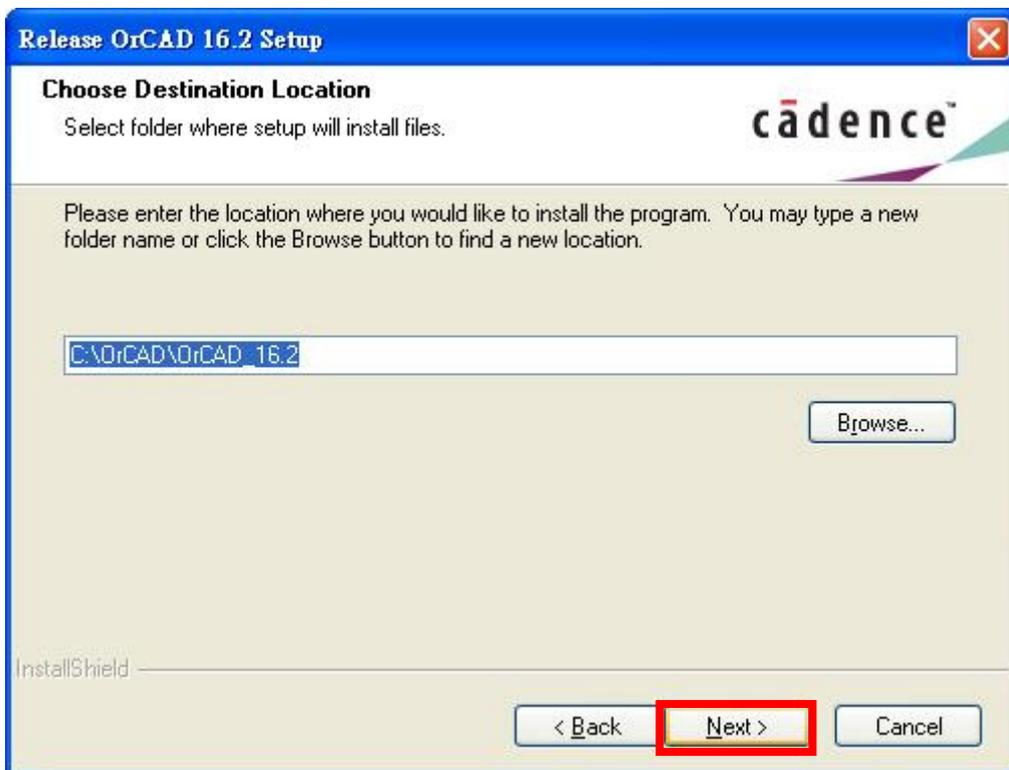 Release OrCAD 16.2 Setup
Choose Destination Location
Select folder where setup will install files.
cādence™
Please enter the location where you would like to install the program.  You may type a new
folder name or click the Browse button to find a new location.
C:\OrCAD\OrCAD_16.2
Browse...
InstallShield
< Back
Next >
Cancel